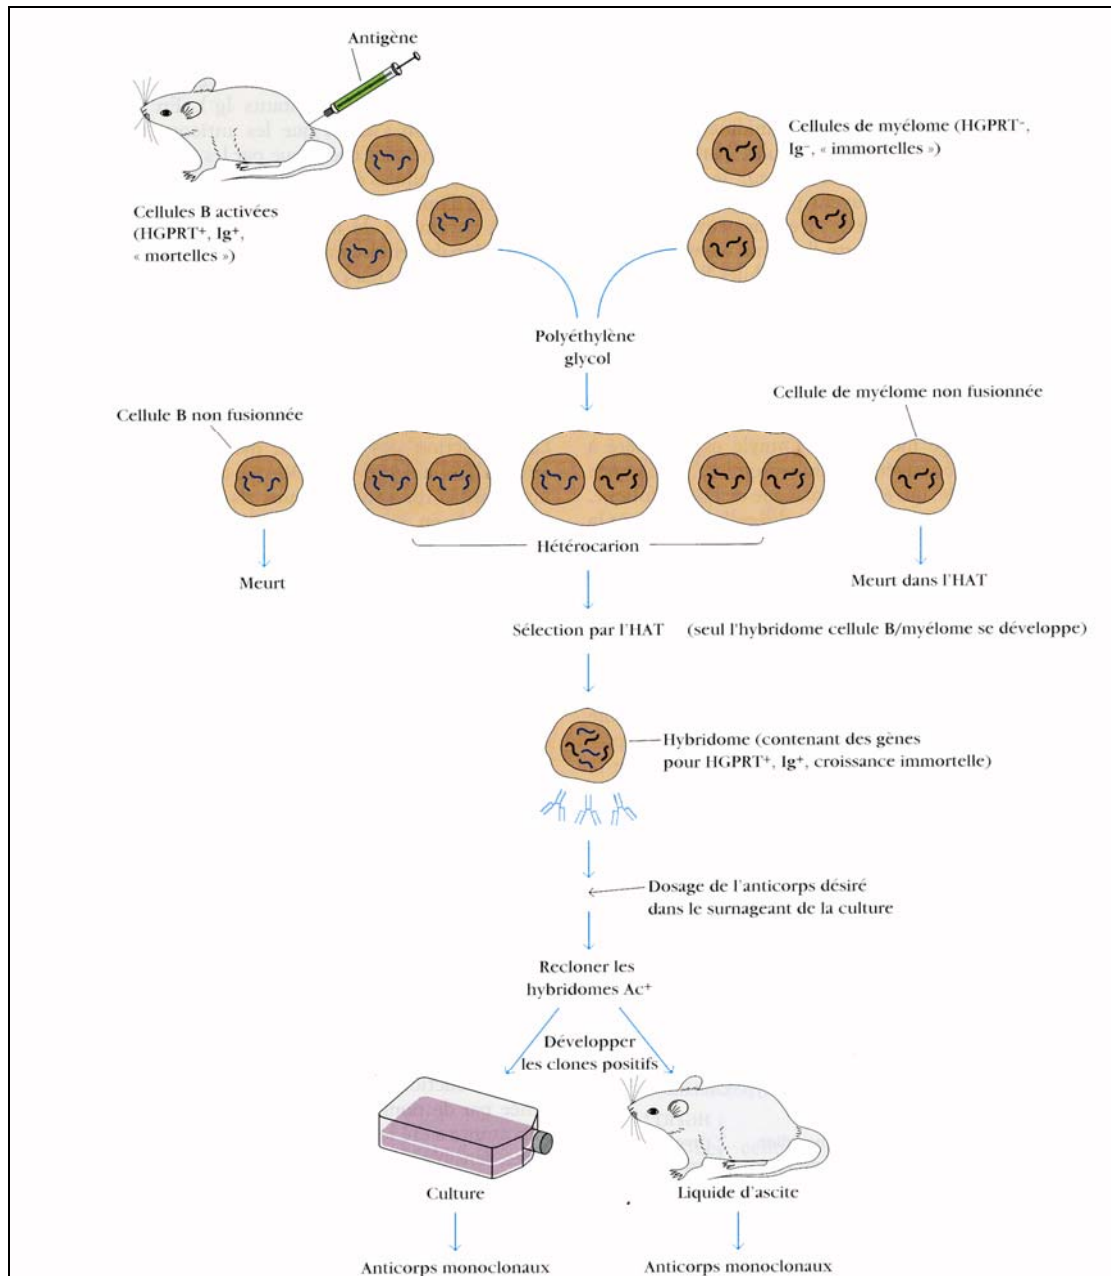 Antigène
Cellules de myélome (HGPRT⁻,
Ig⁻, « immortelles »)
Cellules B activées
(HGPRT⁺, Ig⁺,
« mortelles »)
Polyéthylène
glycol
Cellule B non fusionnée
Cellule de myélome non fusionnée
Hétérocarion
Meurt
Meurt dans l'HAT
Sélection par l'HAT (seul l'hybridome cellule B/myélome se développe)
Hybridome (contenant des gènes
pour HGPRT⁺, Ig⁺, croissance immortelle)
Dosage de l'anticorps désiré
dans le surnageant de la culture
Recloner les
hybridomes Ac⁺
Développer
les clones positifs
Culture
Liquide d'ascite
Anticorps monoclonaux
Anticorps monoclonaux